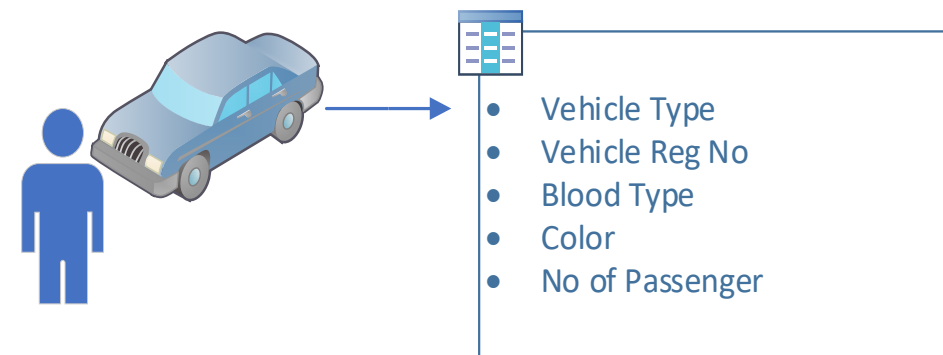 Vehicle Type
Vehicle Reg No
Blood Type
Color
No of Passenger